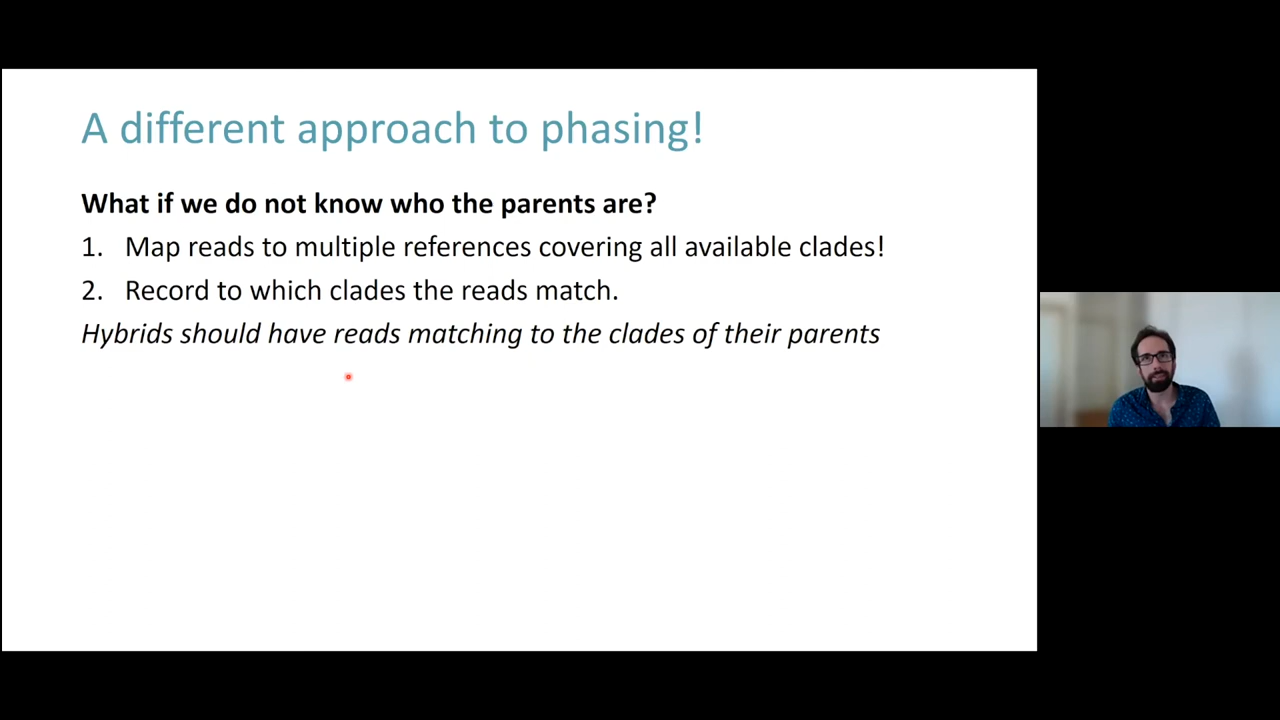 A different approach to phasing!
What if we do not know who the parents are?
1. Map reads to multiple references covering all available clades!
2. Record to which clades the reads match.
Hybrids should have reads matching to the clades of their parents